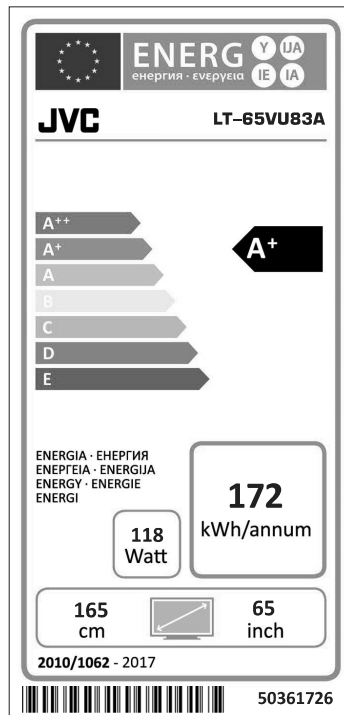 ENERG Y IJA
енергия · ενεργεια IE IA
JVC LT-65VU83A
A++
A+ A+
A
B
C
D
E
ENERGIA · ЕНЕРГИЯ
ΕΝΕΡΓΕΙΑ · ENERGIJA
ENERGY · ENERGIE
ENERGI
172
kWh/annum
118
Watt
165
cm
65
inch
2010/1062 - 2017
50361726